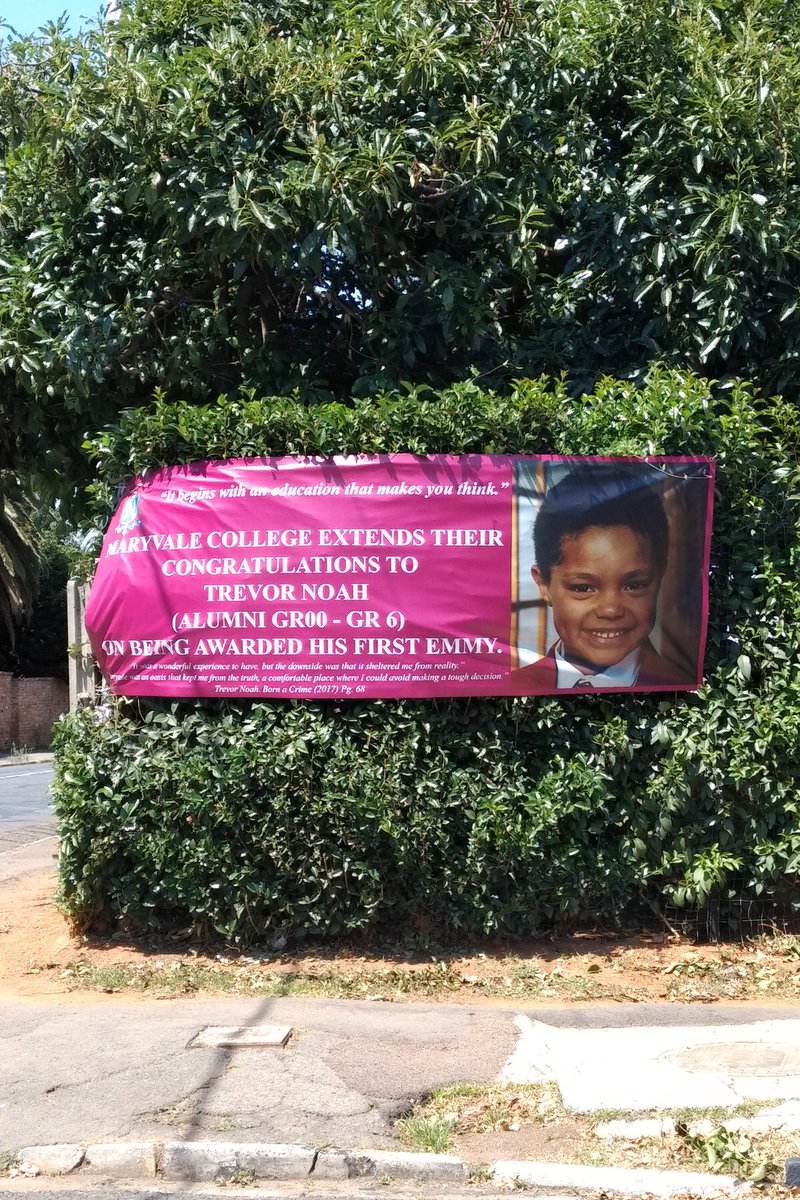 "It begins with an education that makes you think."
MARYVALE COLLEGE EXTENDS THEIR
CONGRATULATIONS TO
TREVOR NOAH
(ALUMNI GR00 - GR 6)
ON BEING AWARDED HIS FIRST EMMY.
"It was a wonderful experience to have, but the downside was that it sheltered me from reality."
was an oasis that kept me from the truth, a comfortable place where I could avoid making a tough decision."
Trevor Noah. Born a Crime (2017) Pg. 68